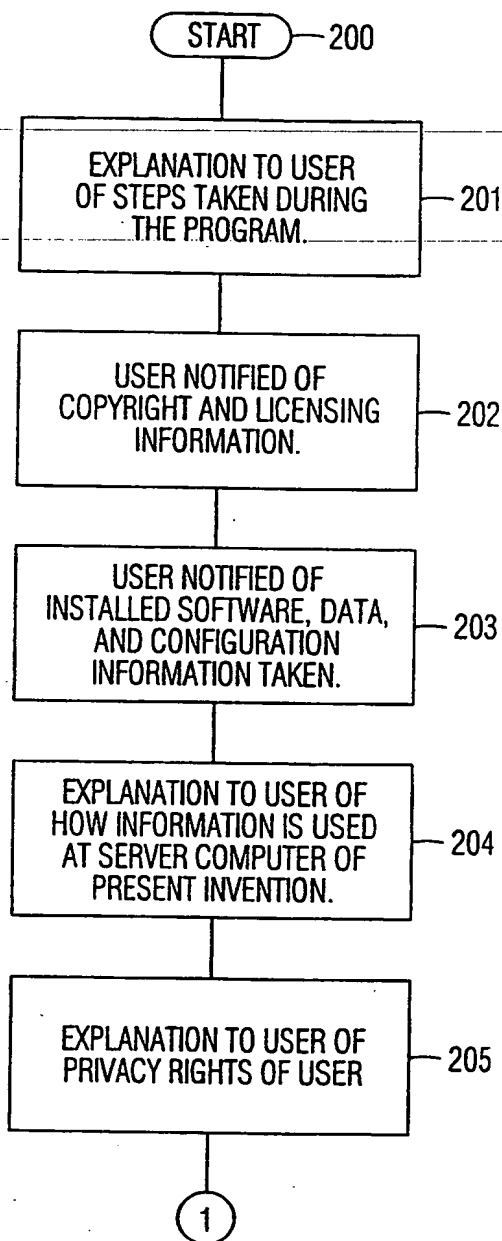 START
200
EXPLANATION TO USER
OF STEPS TAKEN DURING
THE PROGRAM.
201
USER NOTIFIED OF
COPYRIGHT AND LICENSING
INFORMATION.
202
USER NOTIFIED OF
INSTALLED SOFTWARE, DATA,
AND CONFIGURATION
INFORMATION TAKEN.
203
EXPLANATION TO USER OF
HOW INFORMATION IS USED
AT SERVER COMPUTER OF
PRESENT INVENTION.
204
EXPLANATION TO USER OF
PRIVACY RIGHTS OF USER
205
1